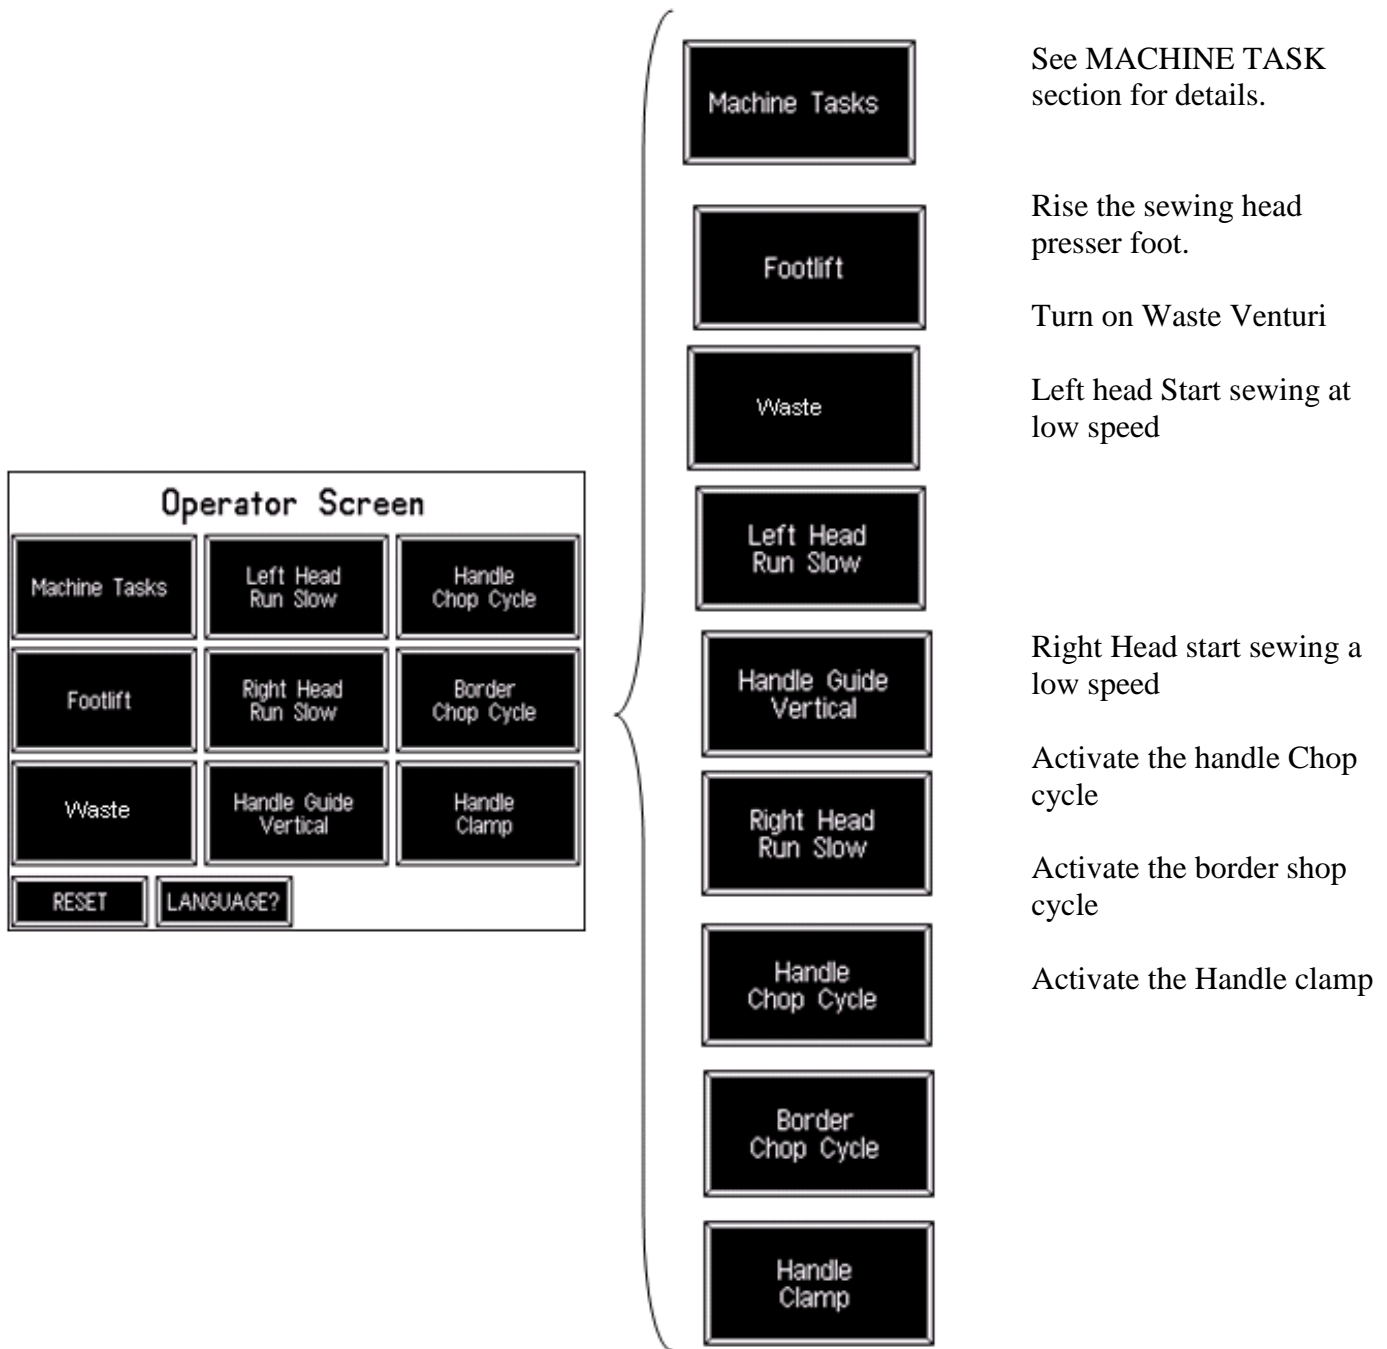 Operator Screen
Machine Tasks
Left Head
Run Slow
Handle
Chop Cycle
Footlift
Right Head
Run Slow
Border
Chop Cycle
Waste
Handle Guide
Vertical
Handle
Clamp
RESET
LANGUAGE?
Machine Tasks
Footlift
Waste
Left Head
Run Slow
Handle Guide
Vertical
Right Head
Run Slow
Handle
Chop Cycle
Border
Chop Cycle
Handle
Clamp
See MACHINE TASK
section for details.
Rise the sewing head
presser foot.
Turn on Waste Venturi
Left head Start sewing at
low speed
Right Head start sewing a
low speed
Activate the handle Chop
cycle
Activate the border shop
cycle
Activate the Handle clamp